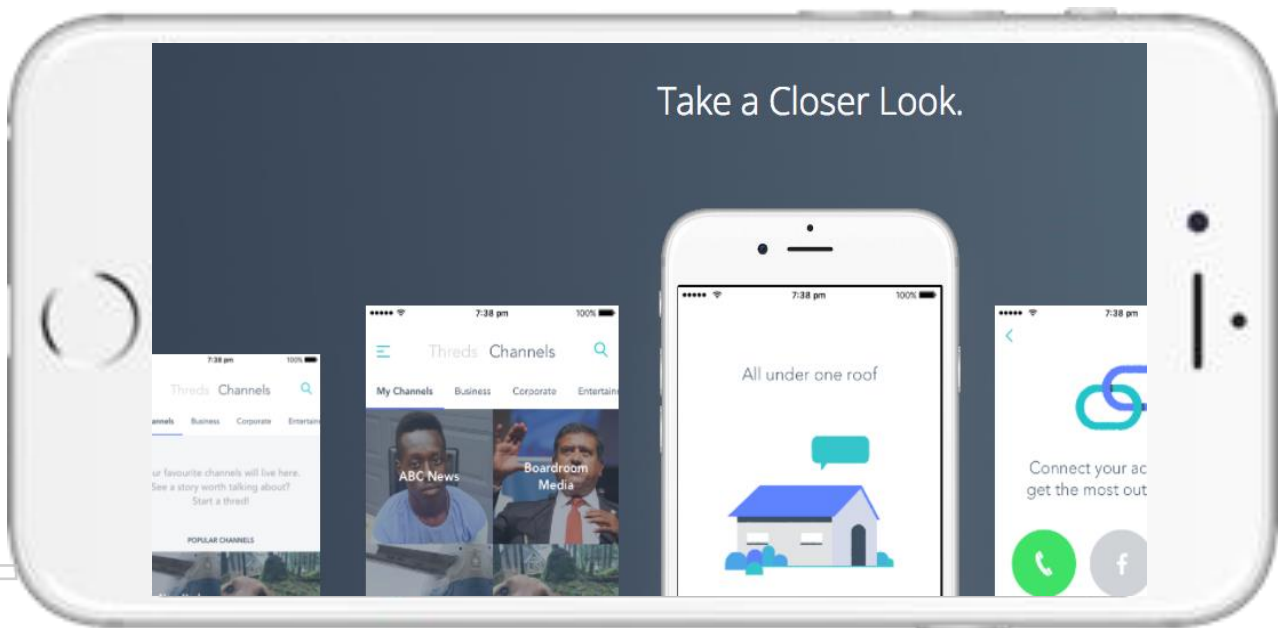 Take a Closer Look.
7:38 pm 100%
Threds Channels
Business Corporate
favourite channels will live here.
See a story worth talking about?
Start a thred!
POPULAR CHANNELS
7:38 pm 100%
Threds Channels
My Channels Business Corporate Entertain
ABC News
Boardroom
Media
7:38 pm 100%
All under one roof
7:38 pm
Connect your ac
get the most out
f